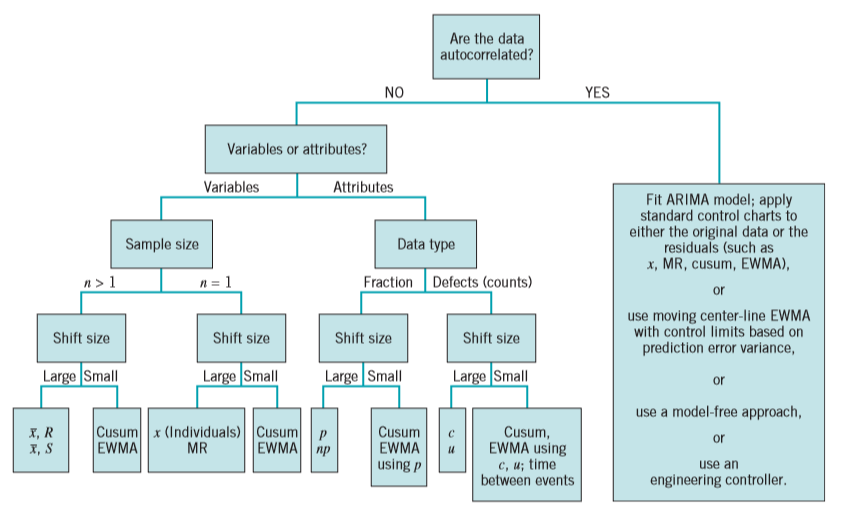 Are the data
autocorrelated?
NO
YES
Variables or attributes?
Variables
Attributes
Fit ARIMA model; apply
standard control charts to
either the original data or the
residuals (such as
x, MR, cusum, EWMA),
or
use moving center-line EWMA
with control limits based on
prediction error variance,
or
use a model-free approach,
or
use an
engineering controller.
Sample size
Data type
n > 1
n = 1
Fraction
Defects (counts)
Shift size
Shift size
Shift size
Shift size
Large Small
Large Small
Large Small
Large Small
x̅, R
x̅, S
Cusum
EWMA
x (Individuals)
MR
Cusum
EWMA
p
np
Cusum
EWMA
using p
c
u
Cusum,
EWMA using
c, u; time
between events